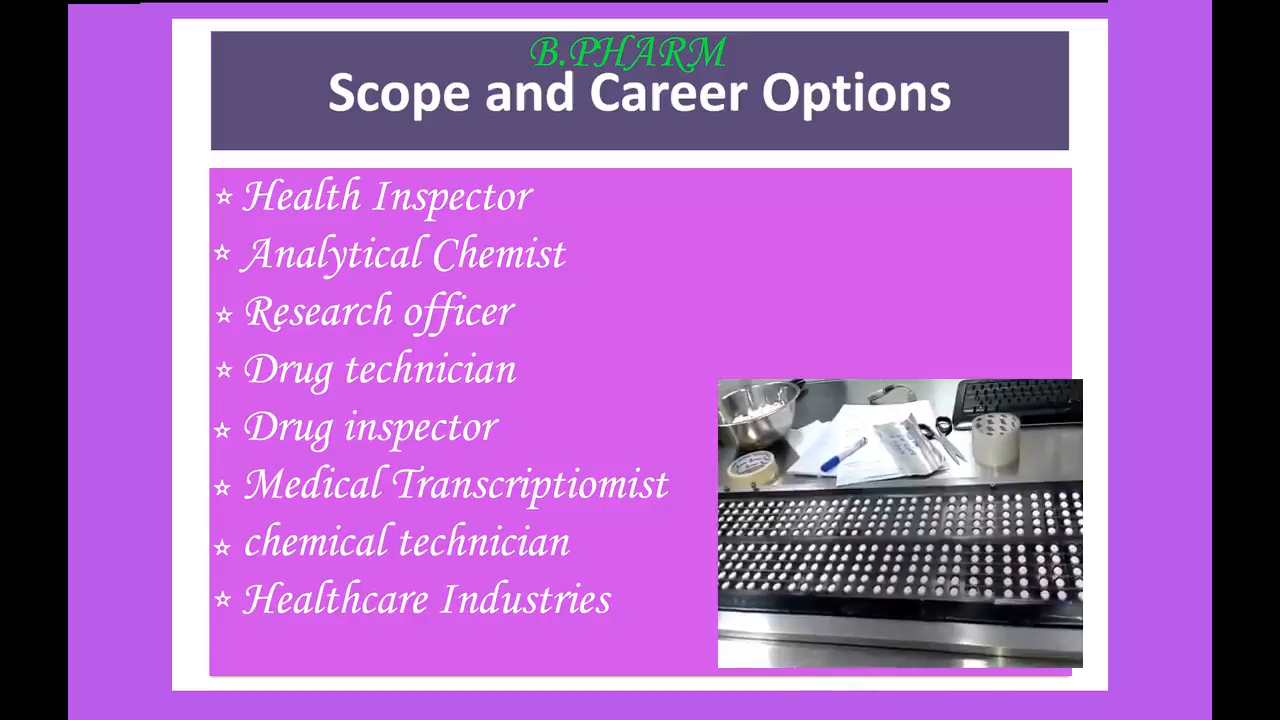 B.PHARM
Scope and Career Options
☆ Health Inspector
☆ Analytical Chemist
☆ Research officer
☆ Drug technician
☆ Drug inspector
☆ Medical Transcriptiomist
☆ chemical technician
☆ Healthcare Industries